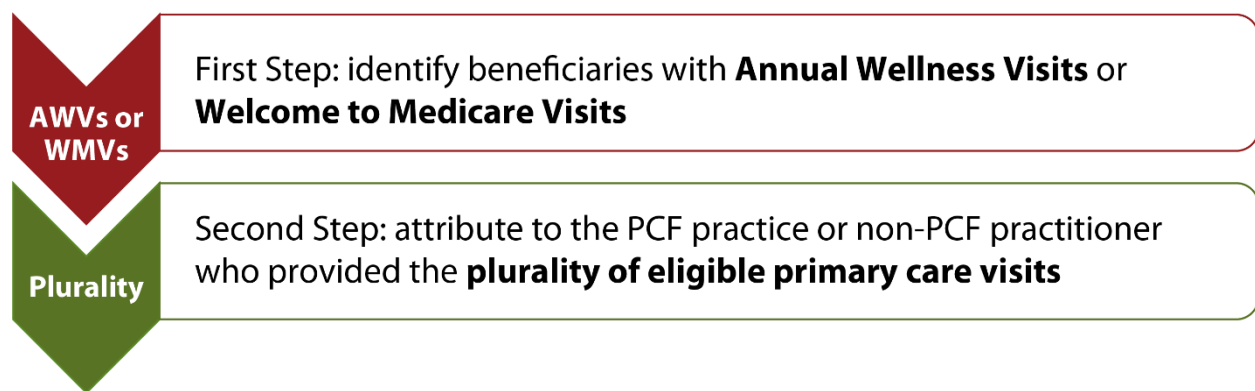 AWVs or
WMVs
First Step: identify beneficiaries with Annual Wellness Visits or
Welcome to Medicare Visits
Plurality
Second Step: attribute to the PCF practice or non-PCF practitioner
who provided the plurality of eligible primary care visits